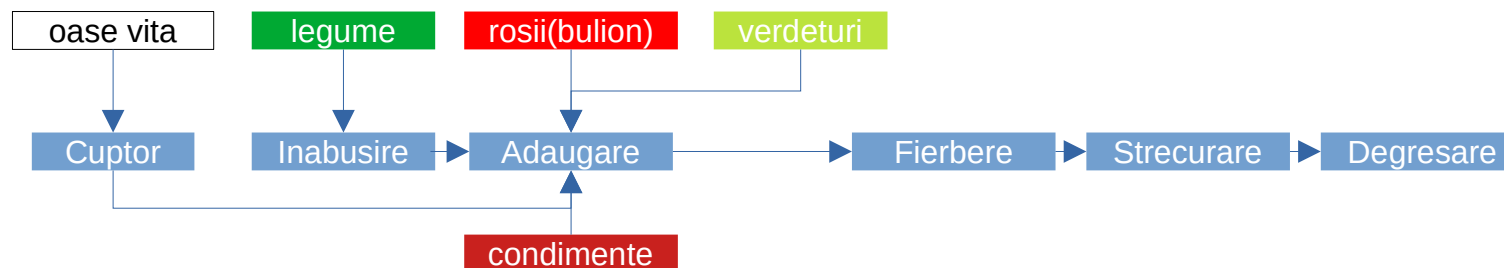 oase vita
legume
rosii(bulion)
verdeturi
Cuptor
Inabusire
Adaugare
Fierbere
Strecurare
Degresare
condimente